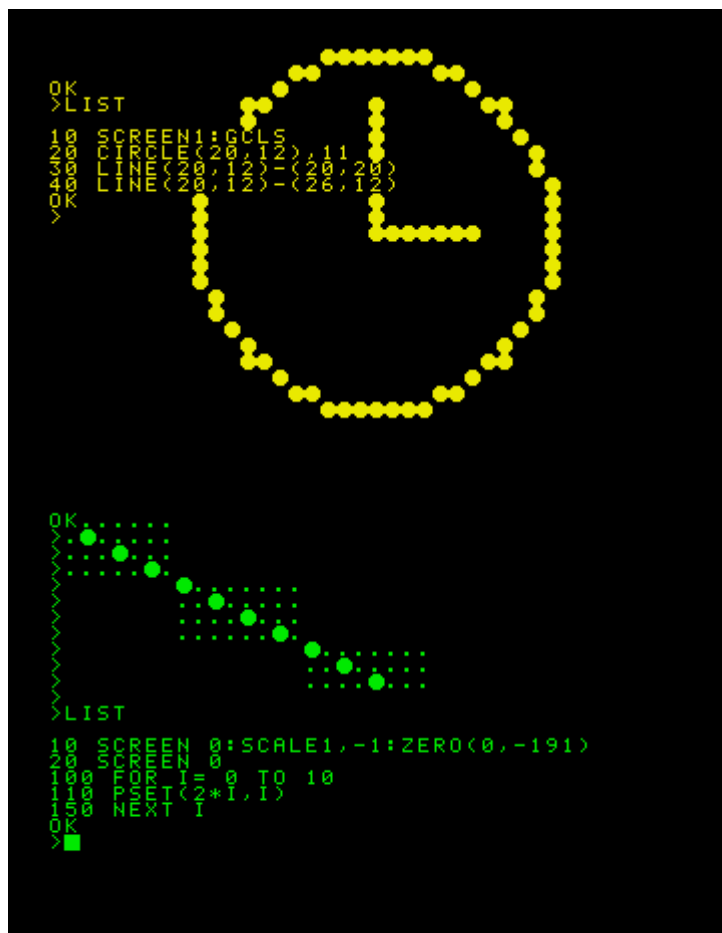 OK
>LIST
10 SCREEN1:GCLS
20 CIRCLE(20,12),11
30 LINE(20,12)-(20,20)
40 LINE(20,12)-(26,12)
OK
>
OK
>
>
>
>
>
>
>
>
>
>
>
>LIST
10 SCREEN 0:SCALE1,-1:ZERO(0,-191)
20 SCREEN 0
100 FOR I= 0 TO 10
110 PSET(2*I,I)
150 NEXT I
OK
>